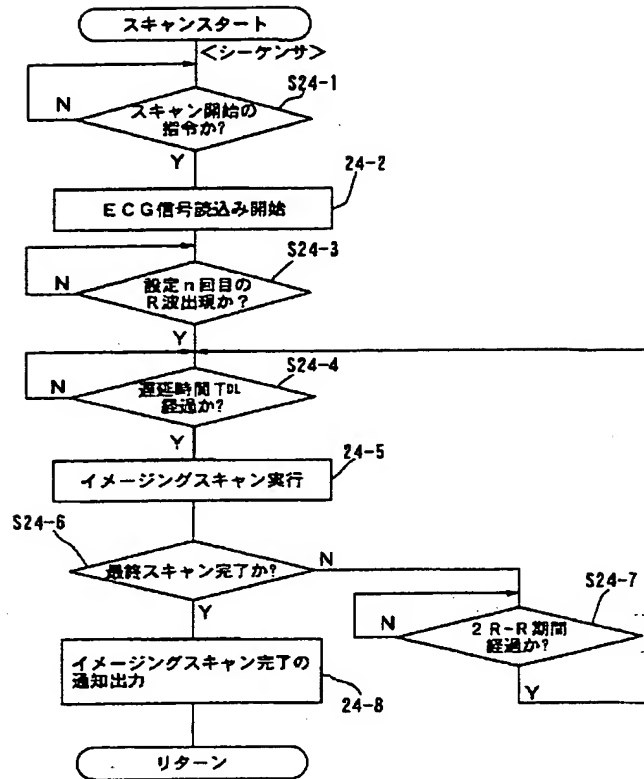 スキャンスタート
<シーケンサ>
S24-1
N
スキャン開始の
指令か?
Y
24-2
ECG信号読込み開始
S24-3
N
設定n回目の
R波出現か?
Y
S24-4
N
遅延時間TDL
経過か?
Y
24-5
イメージングスキャン実行
S24-6
最終スキャン完了か?
N
Y
S24-7
N
2R-R期間
経過か?
Y
イメージングスキャン完了の
通知出力
24-8
リターン